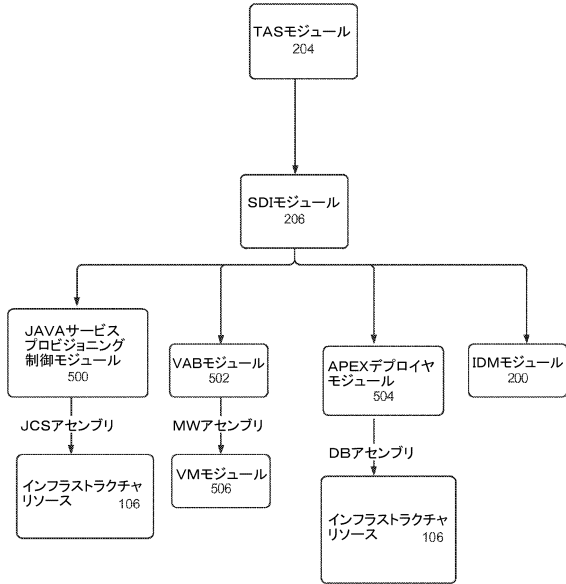 TASモジュール
204
SDIモジュール
206
JAVAサービス
プロビジョニング
制御モジュール
500
VABモジュール
502
APEXデプロイヤ
モジュール
504
IDMモジュール
200
JCSアセンブリ
MWアセンブリ
DBアセンブリ
インフラストラクチャ
リソース 106
VMモジュール
506
インフラストラクチャ
リソース 106